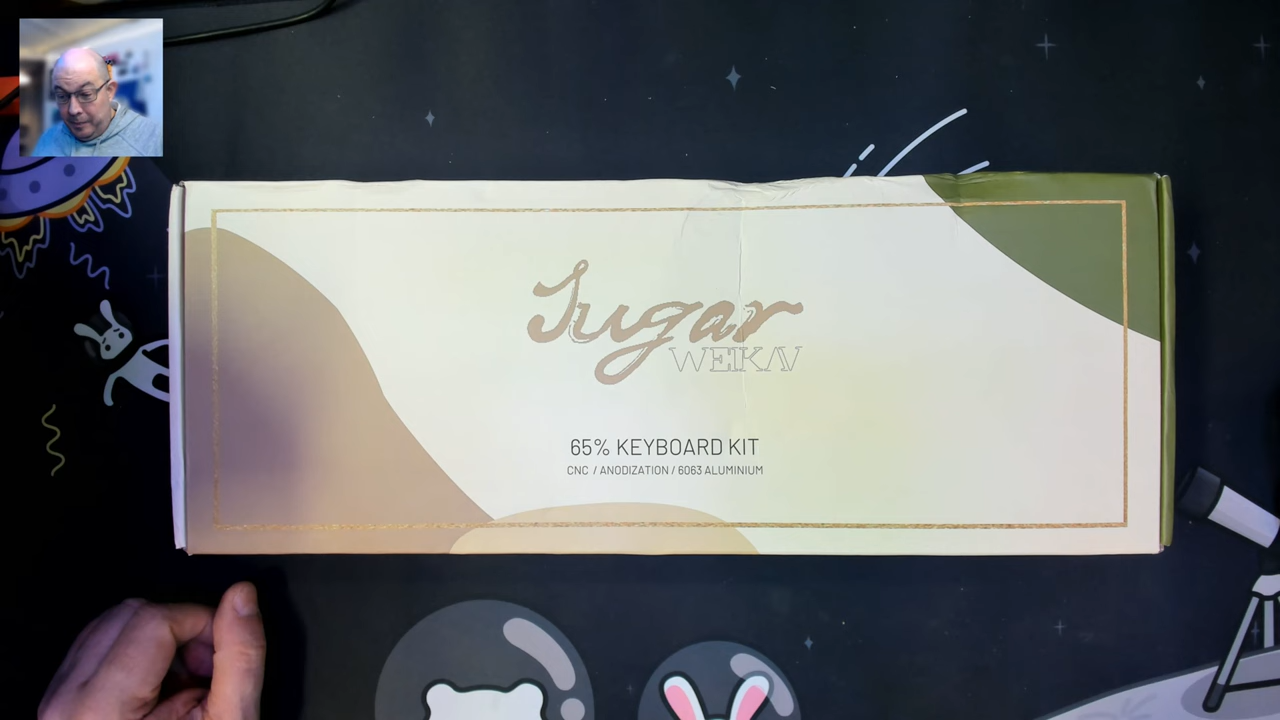 Sugar
WEIKAV
65% KEYBOARD KIT
CNC / ANODIZATION / 6063 ALUMINIUM